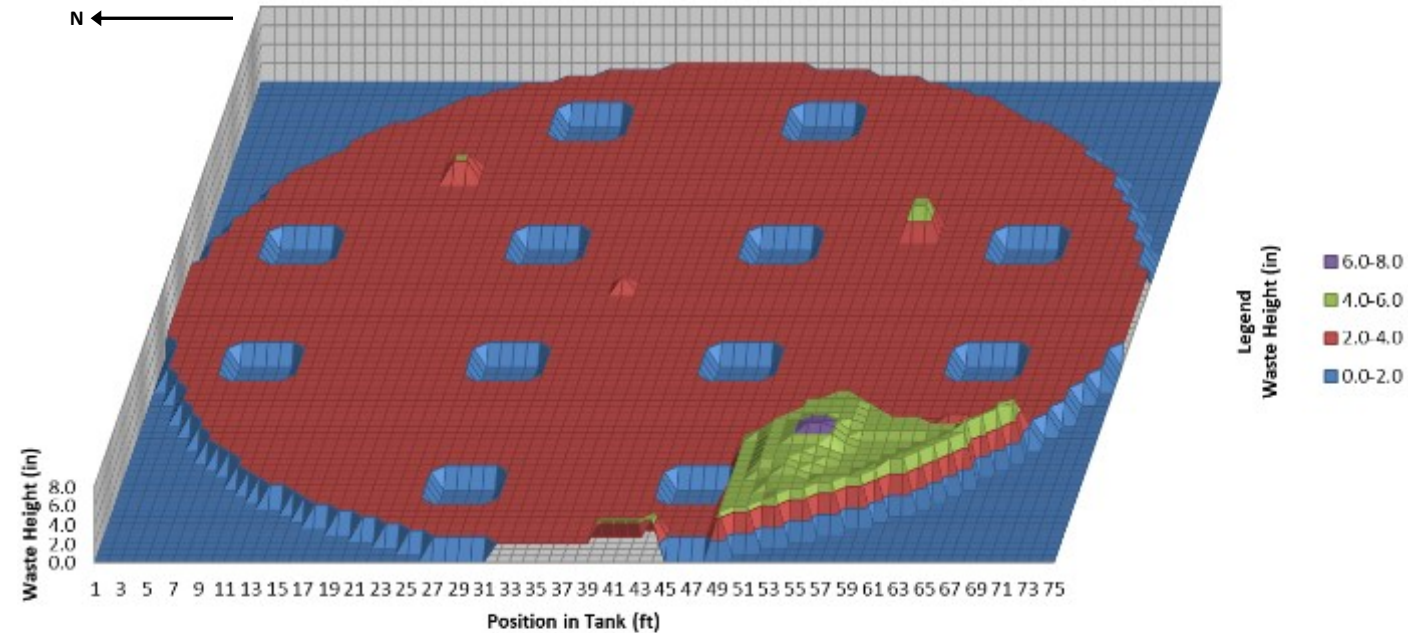 N
Waste Height (in)
8.0
6.0
4.0
2.0
0.0
1 3 5 7 9 11 13 15 17 19 21 23 25 27 29 31 33 35 37 39 41 43 45 47 49 51 53 55 57 59 61 63 65 67 69 71 73 75
Position in Tank (ft)
Legend
Waste Height (in)
6.0-8.0
4.0-6.0
2.0-4.0
0.0-2.0